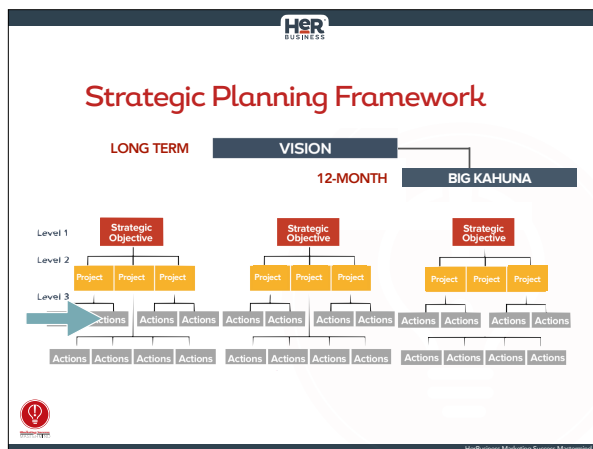 HeR
BUSINESS
Strategic Planning Framework
LONG TERM VISION
12-MONTH BIG KAHUNA
Level 1 Strategic Objective Strategic Objective Strategic Objective
Level 2
Project Project Project Project Project Project Project Project Project
Level 3
Actions Actions Actions Actions Actions Actions Actions Actions Actions Actions Actions
Actions Actions Actions Actions Actions Actions Actions Actions Actions Actions Actions Actions
HerBusiness Marketing Success Mastermind